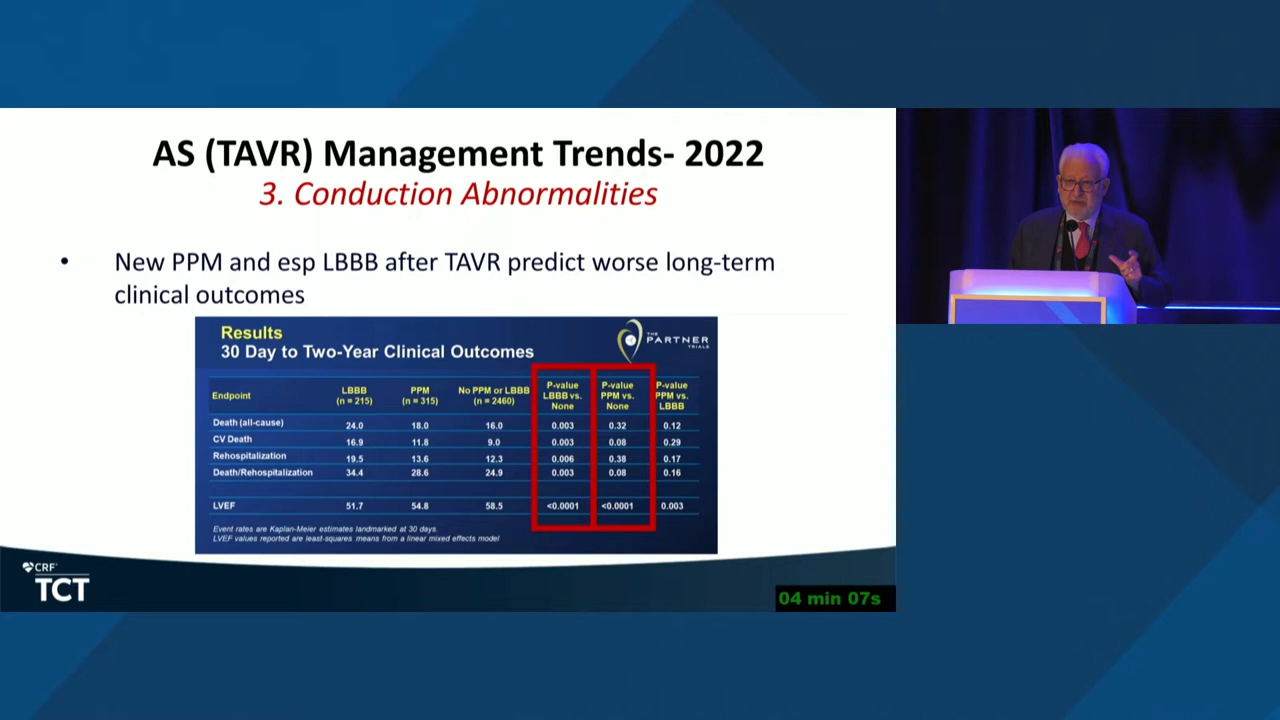 AS (TAVR) Management Trends- 2022
3. Conduction Abnormalities
• New PPM and esp LBBB after TAVR predict worse long-term
clinical outcomes
Results
30 Day to Two-Year Clinical Outcomes
THE
PARTNER
TRIALS
Endpoint LBBB (n = 215) PPM (n = 315) No PPM or LBBB (n = 2460) P-value LBBB vs. None P-value PPM vs. None P-value PPM vs. LBBB
Death (all-cause) 24.0 18.0 16.0 0.003 0.32 0.12
CV Death 16.9 11.8 9.0 0.003 0.08 0.29
Rehospitalization 19.5 13.6 12.3 0.006 0.38 0.17
Death/Rehospitalization 34.4 28.6 24.9 0.003 0.08 0.16
LVEF 51.7 54.8 58.5 <0.0001 <0.0001 0.003
Event rates are Kaplan-Meier estimates landmarked at 30 days.
LVEF values reported are least-squares means from a linear mixed effects model
CRF
TCT
04 min 07s